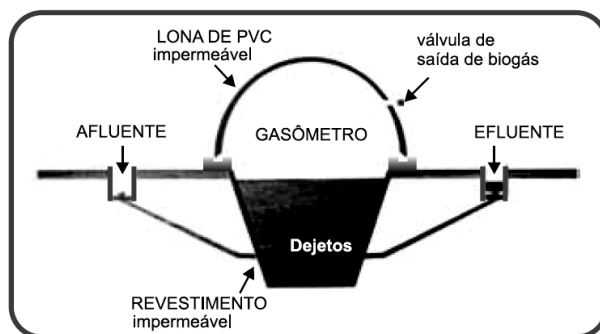 LONA DE PVC
impermeável
válvula de
saída de biogás
AFLUENTE
GASÔMETRO
EFLUENTE
Dejetos
REVESTIMENTO
impermeável